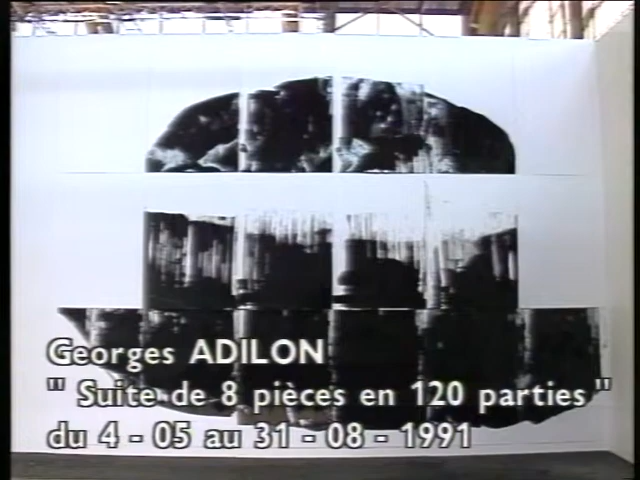 Georges ADILON
" Suite de 8 pièces en 120 parties "
du 4 - 05 au 31 - 08 - 1991